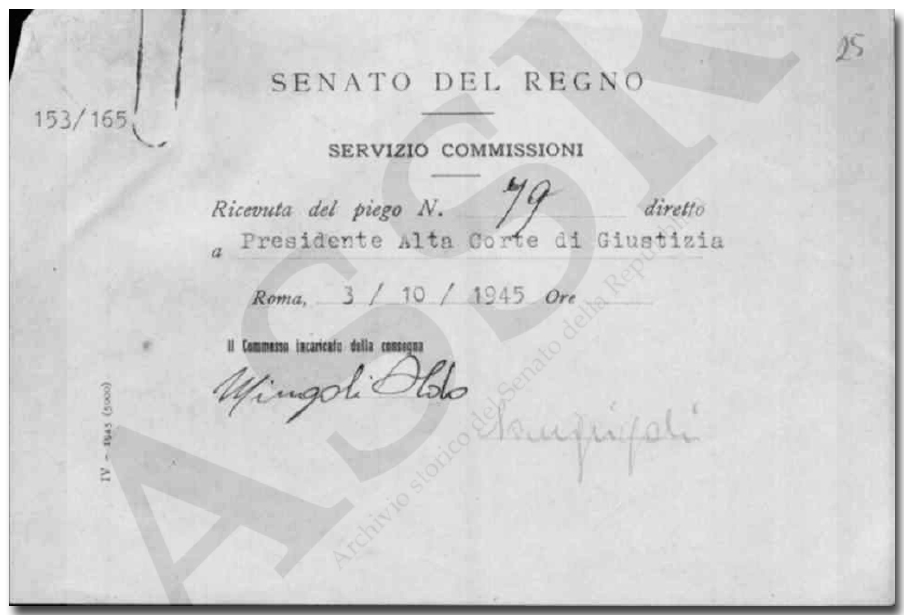 25
SENATO DEL REGNO
153/165
SERVIZIO COMMISSIONI
Ricevuta del piego N. 79 diretto
a Presidente Alta Corte di Giustizia
Roma, 3 / 10 / 1945 Ore
Il Commesso incaricato della consegna
Mingoli Aldo
IV - 1945 (5000)
ASSR
Archivio storico del Senato della Repubblica